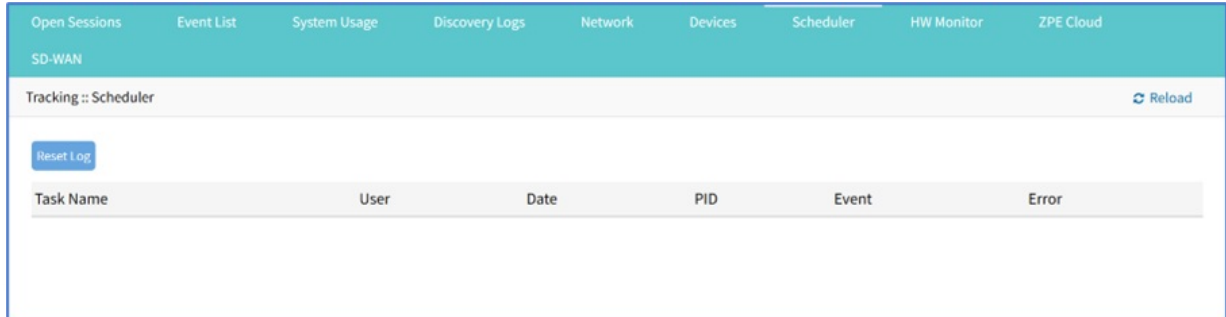 Open Sessions Event List System Usage Discovery Logs Network Devices Scheduler HW Monitor ZPE Cloud
SD-WAN
Tracking :: Scheduler Reload
Reset Log
Task Name User Date PID Event Error